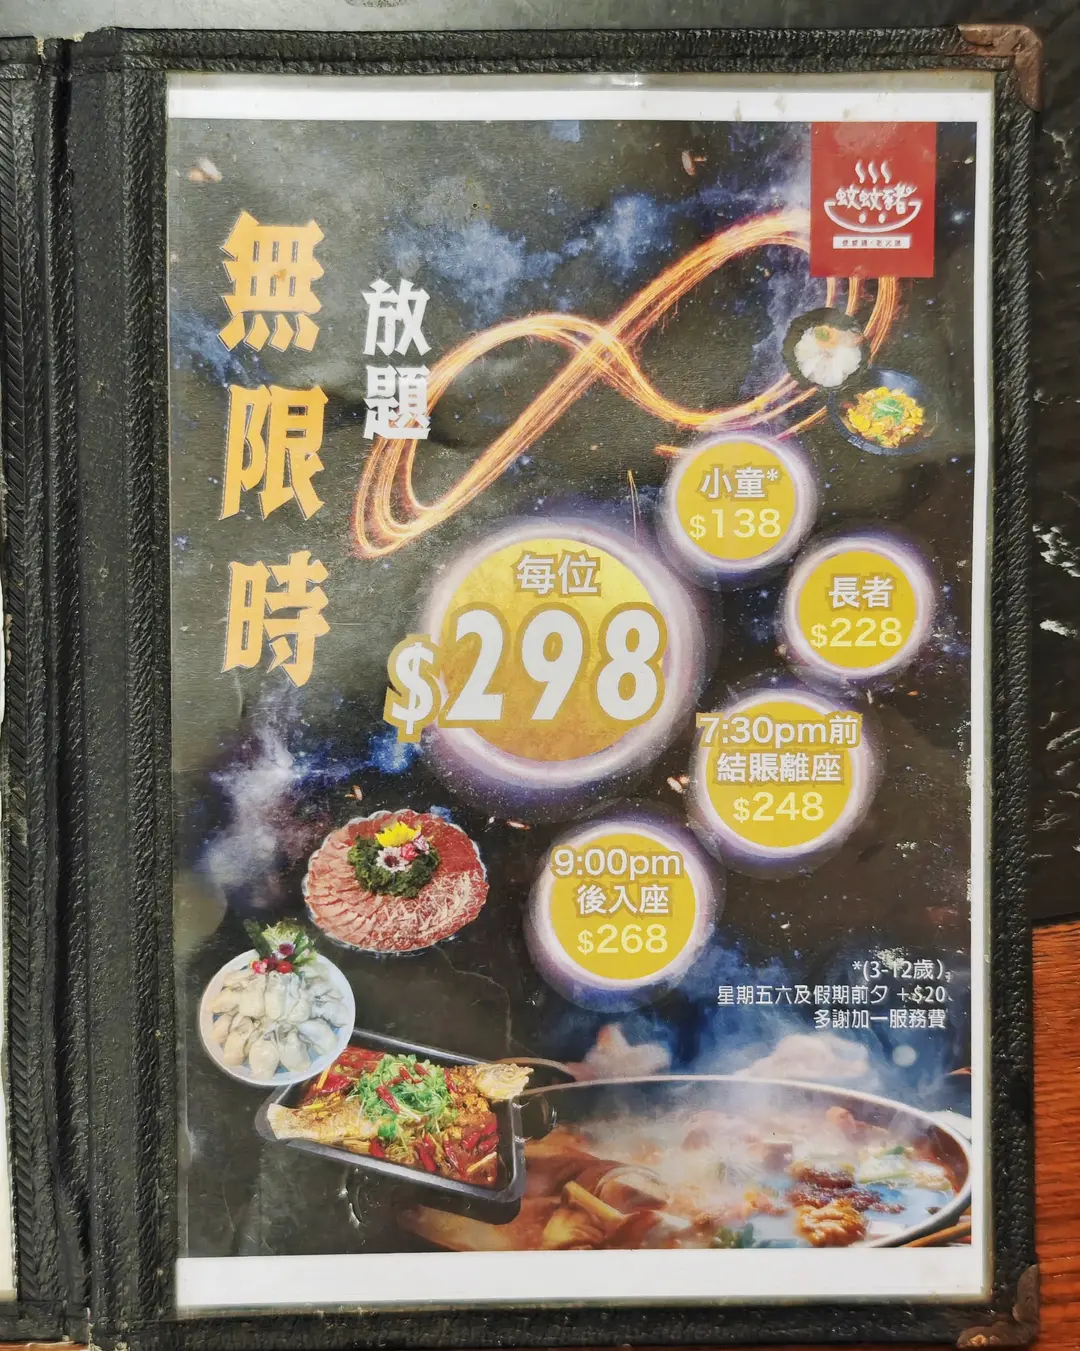 蚊蚊豬
無限時
放題
小童*
$138
每位
$298
長者
$228
7:30pm前
結賬離座
$248
9:00pm
後入座
$268
*(3-12歲)。
星期五六及假期前夕 +$20、
多謝加一服務費